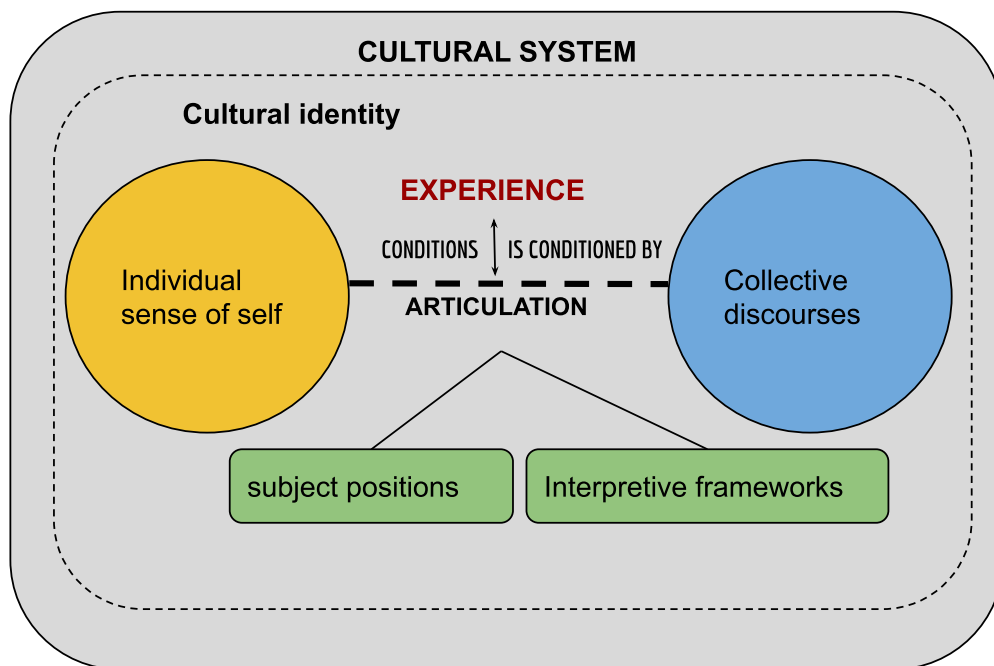 CULTURAL SYSTEM
Cultural identity
EXPERIENCE
CONDITIONS IS CONDITIONED BY
Individual
sense of self
ARTICULATION
Collective
discourses
subject positions
Interpretive frameworks